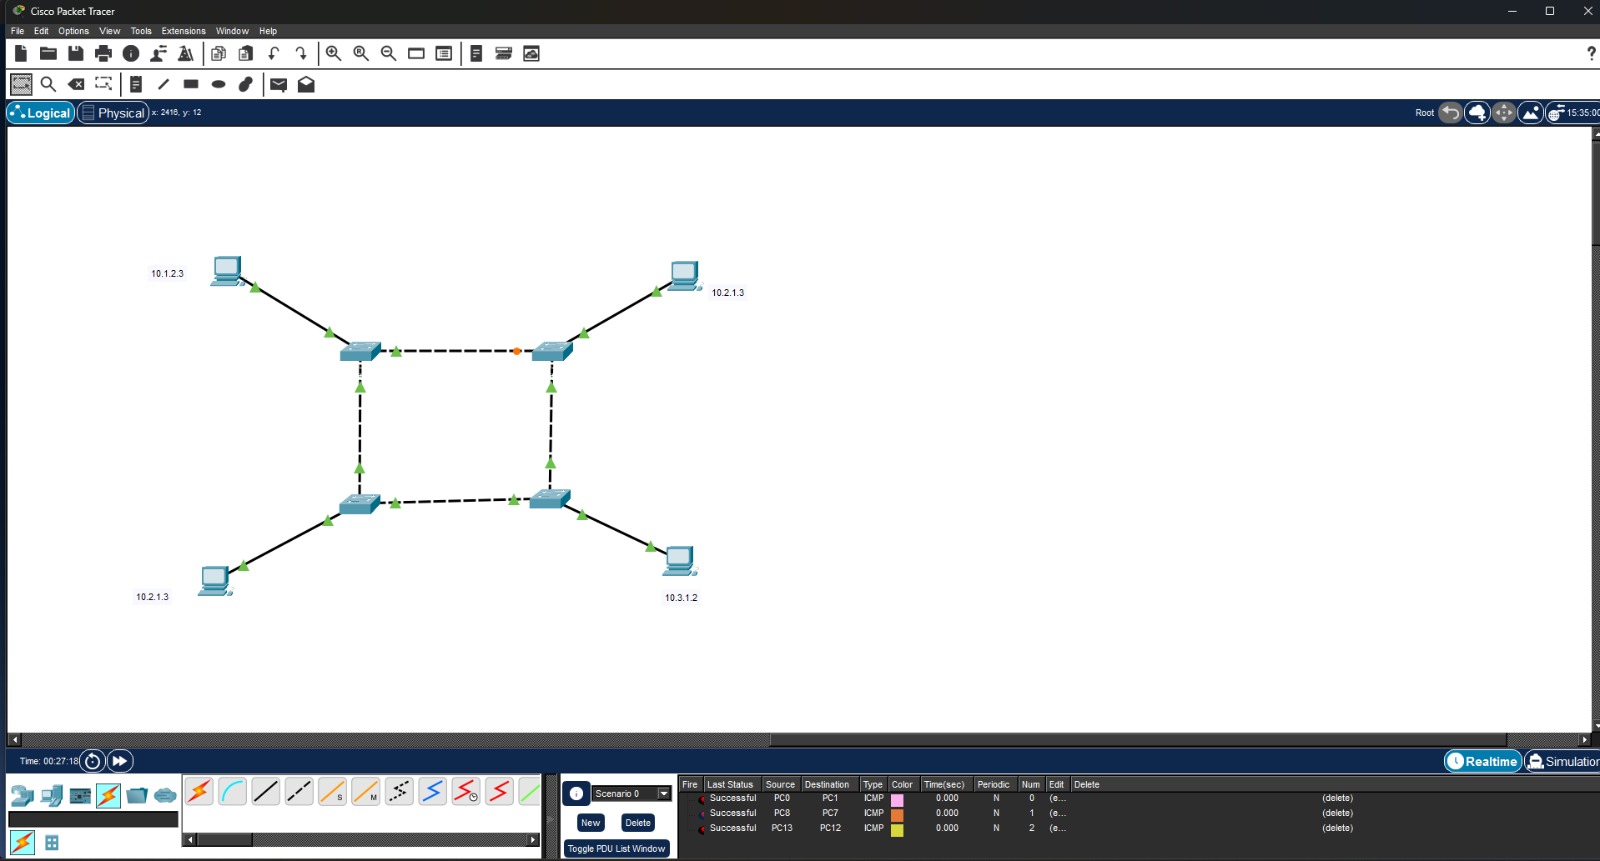 Cisco Packet Tracer
File Edit Options View Tools Extensions Window Help
?
Logical Physical x: 2416, y: 12 Root 15:35:00
10.1.2.3
10.2.1.3
10.2.1.3
10.3.1.2
Time: 00:27:18 Realtime Simulation
S M
Scenario 0
New Delete
Toggle PDU List Window
Fire Last Status Source Destination Type Color Time(sec) Periodic Num Edit Delete
Successful PC0 PC1 ICMP 0.000 N 0 (e... (delete)
Successful PC8 PC7 ICMP 0.000 N 1 (e... (delete)
Successful PC13 PC12 ICMP 0.000 N 2 (e... (delete)